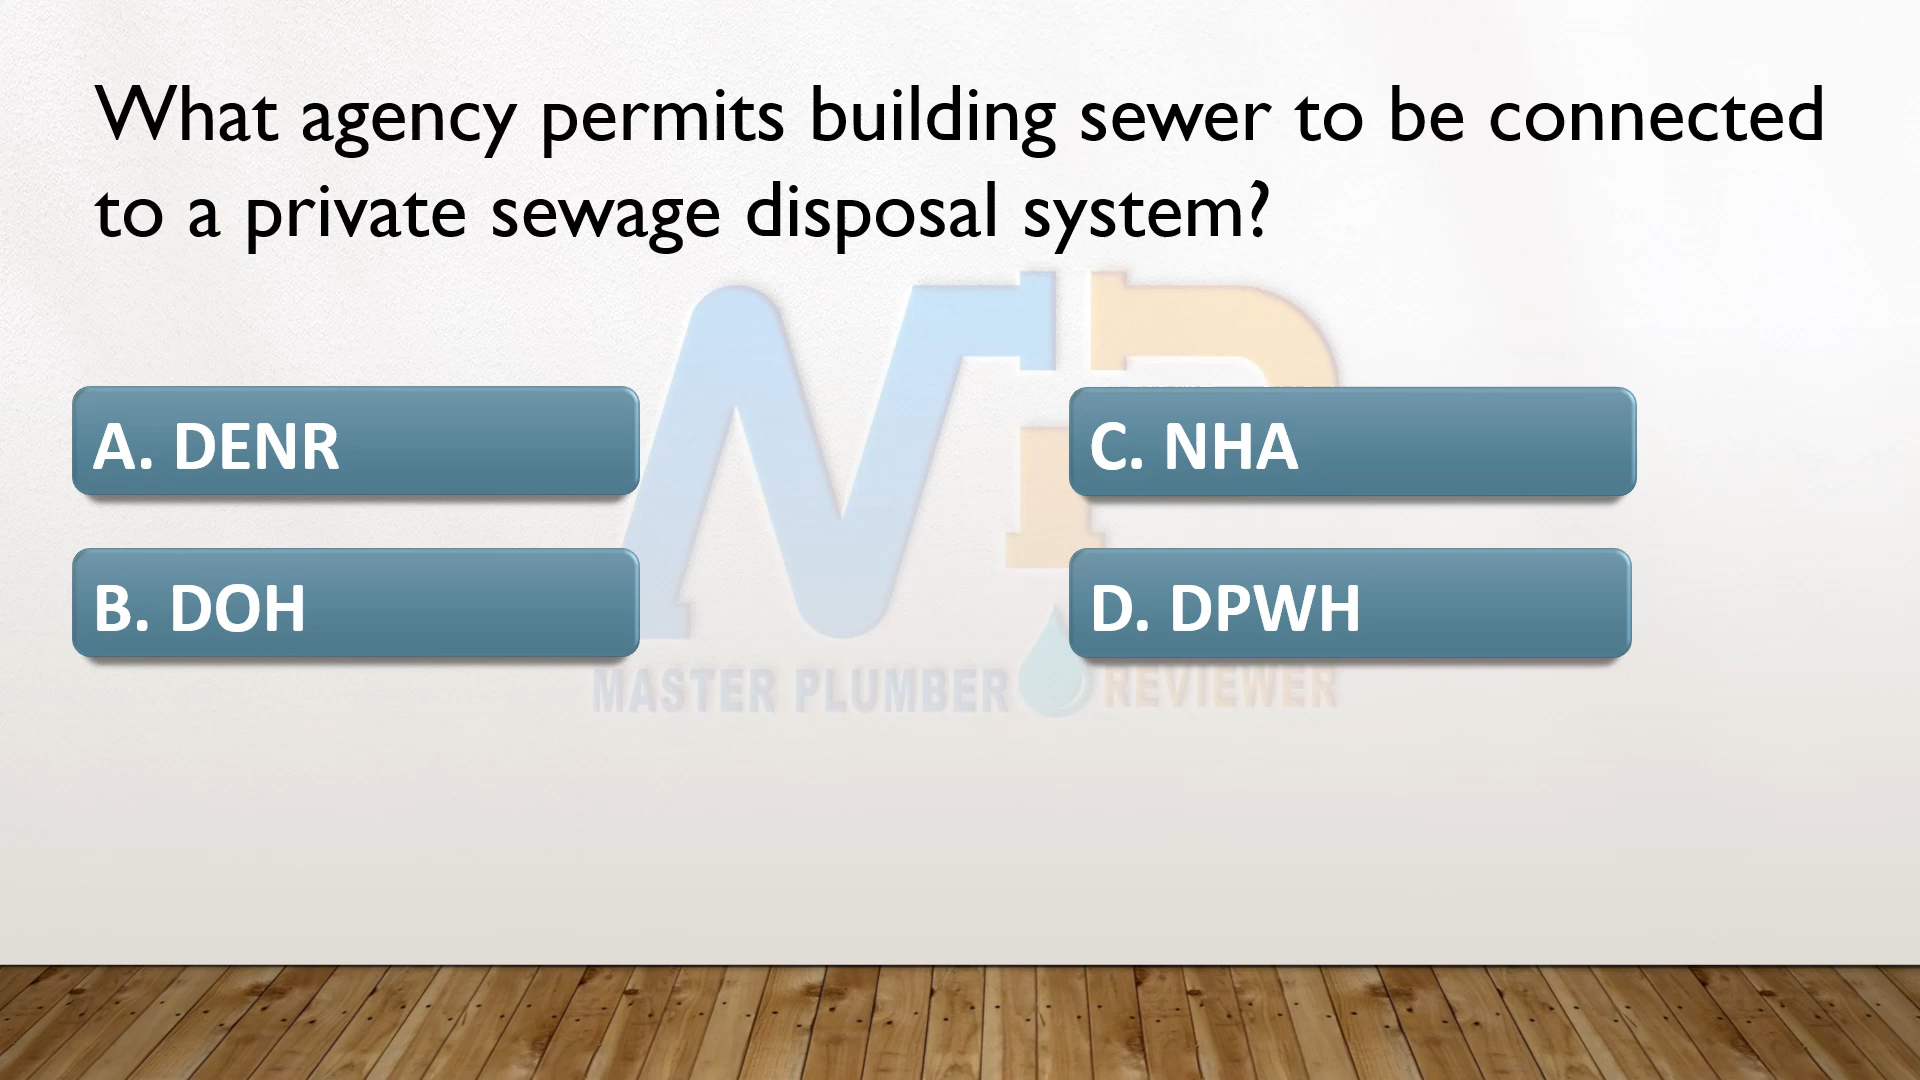 What agency permits building sewer to be connected
to a private sewage disposal system?
A. DENR
C. NHA
B. DOH
D. DPWH
MASTER PLUMBER REVIEWER